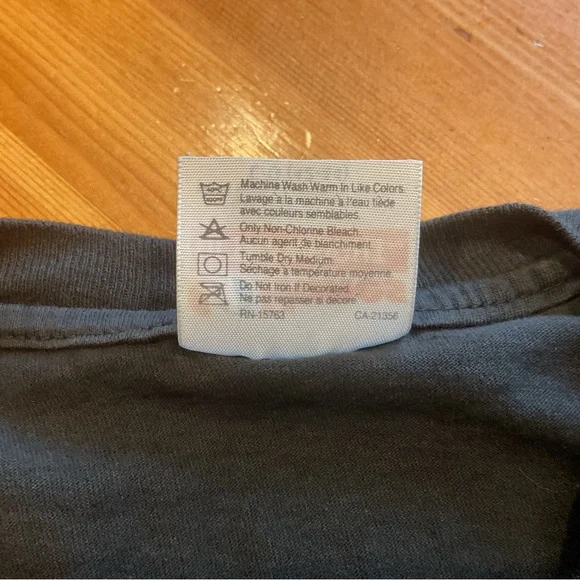 Machine Wash Warm In Like Colors.
Lavage à la machine à l'eau tiède
avec couleurs semblables.
Only Non-Chlorine Bleach.
Aucun agent de blanchiment.
Tumble Dry Medium.
Séchage à température moyenne.
Do Not Iron If Decorated.
Ne pas repasser si décoré
RN-15763 CA-21356